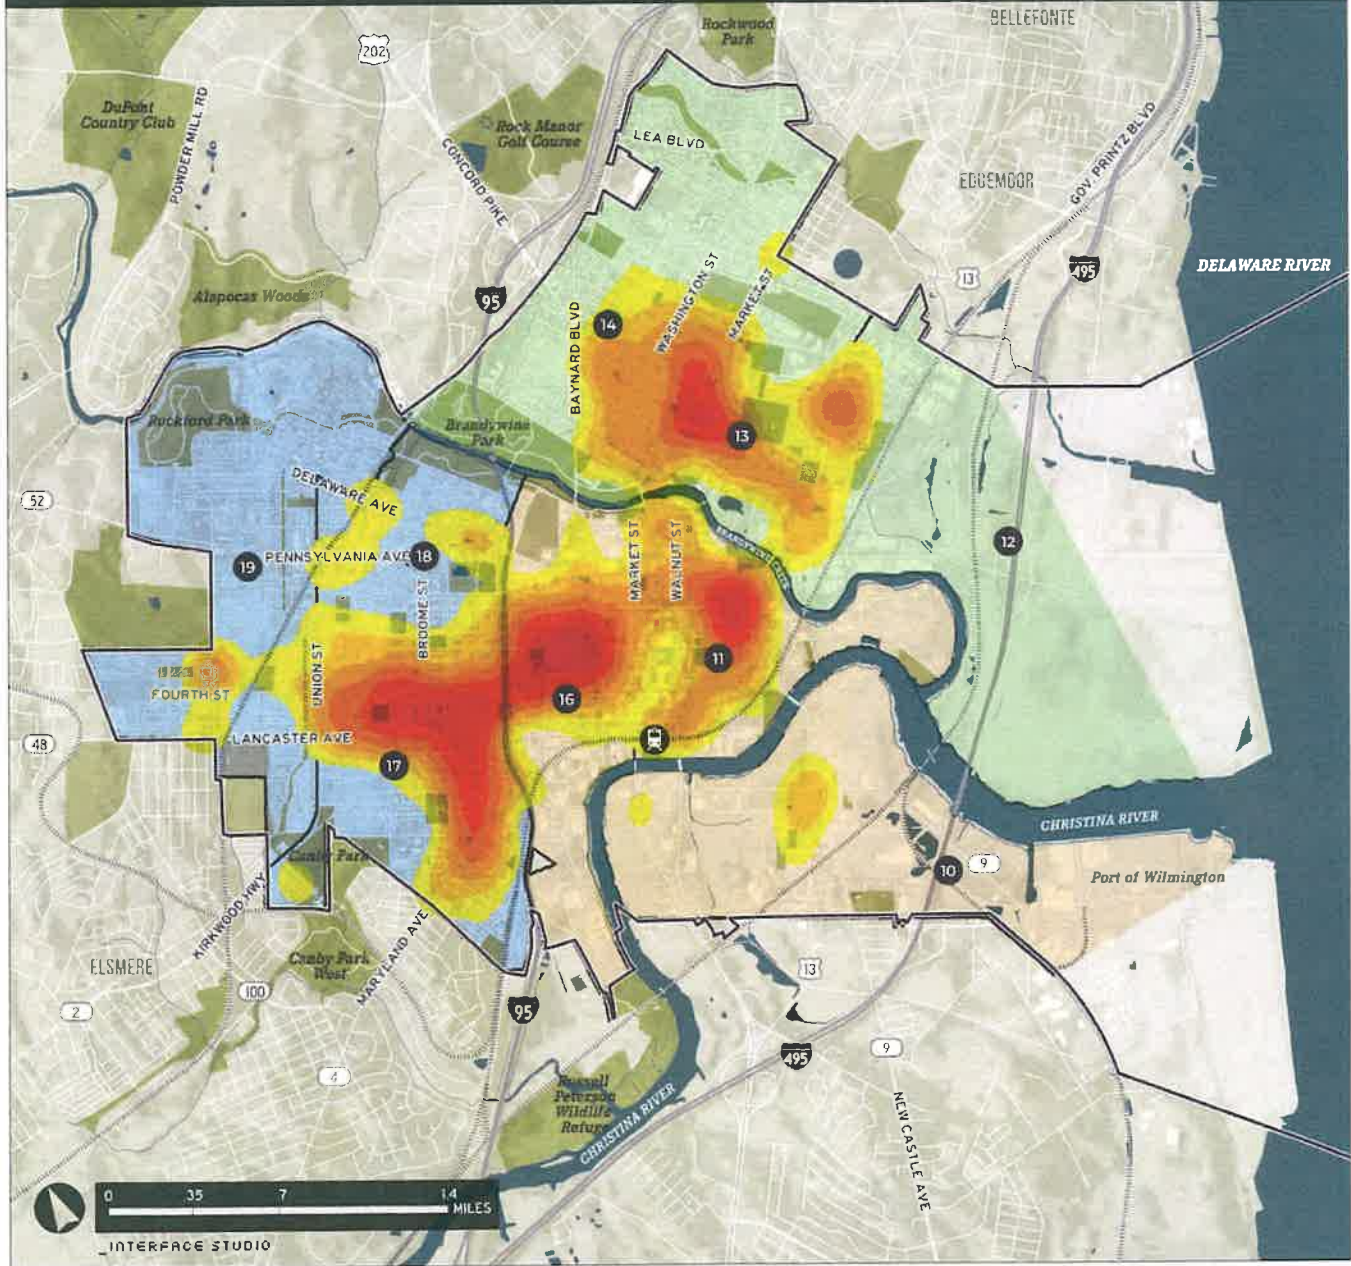 BELLEFONTE
Rockwood
Park
202
DuPont
Country Club
POWDER MILL RD
Rock Manor
Golf Course
CONCORD PIKE
LEA BLVD
EDGEMOOR
GOV. PRINTZ BLVD
DELAWARE RIVER
13
495
Alapocas Woods
95
14
BAYNARD BLVD
WASHINGTON ST
MARKET ST
Rockford Park
Brandywine
Park
13
52
DELAWARE AVE
MARKET ST
WALNUT ST
BRANDYWINE CREEK
12
19
PENNSYLVANIA AVE
18
BROOME ST
UNION ST
11
16
FOURTH ST
48
LANCASTER AVE
17
CHRISTINA RIVER
10
9
Port of Wilmington
Canby Park
KIRKWOOD HWY
MARYLAND AVE
ELSMERE
Canby Park
West
100
2
13
95
495
9
4
Russell
Peterson
Wildlife
Refuge
CHRISTINA RIVER
NEW CASTLE AVE
0 .35 .7 1.4
MILES
_INTERFACE STUDIO